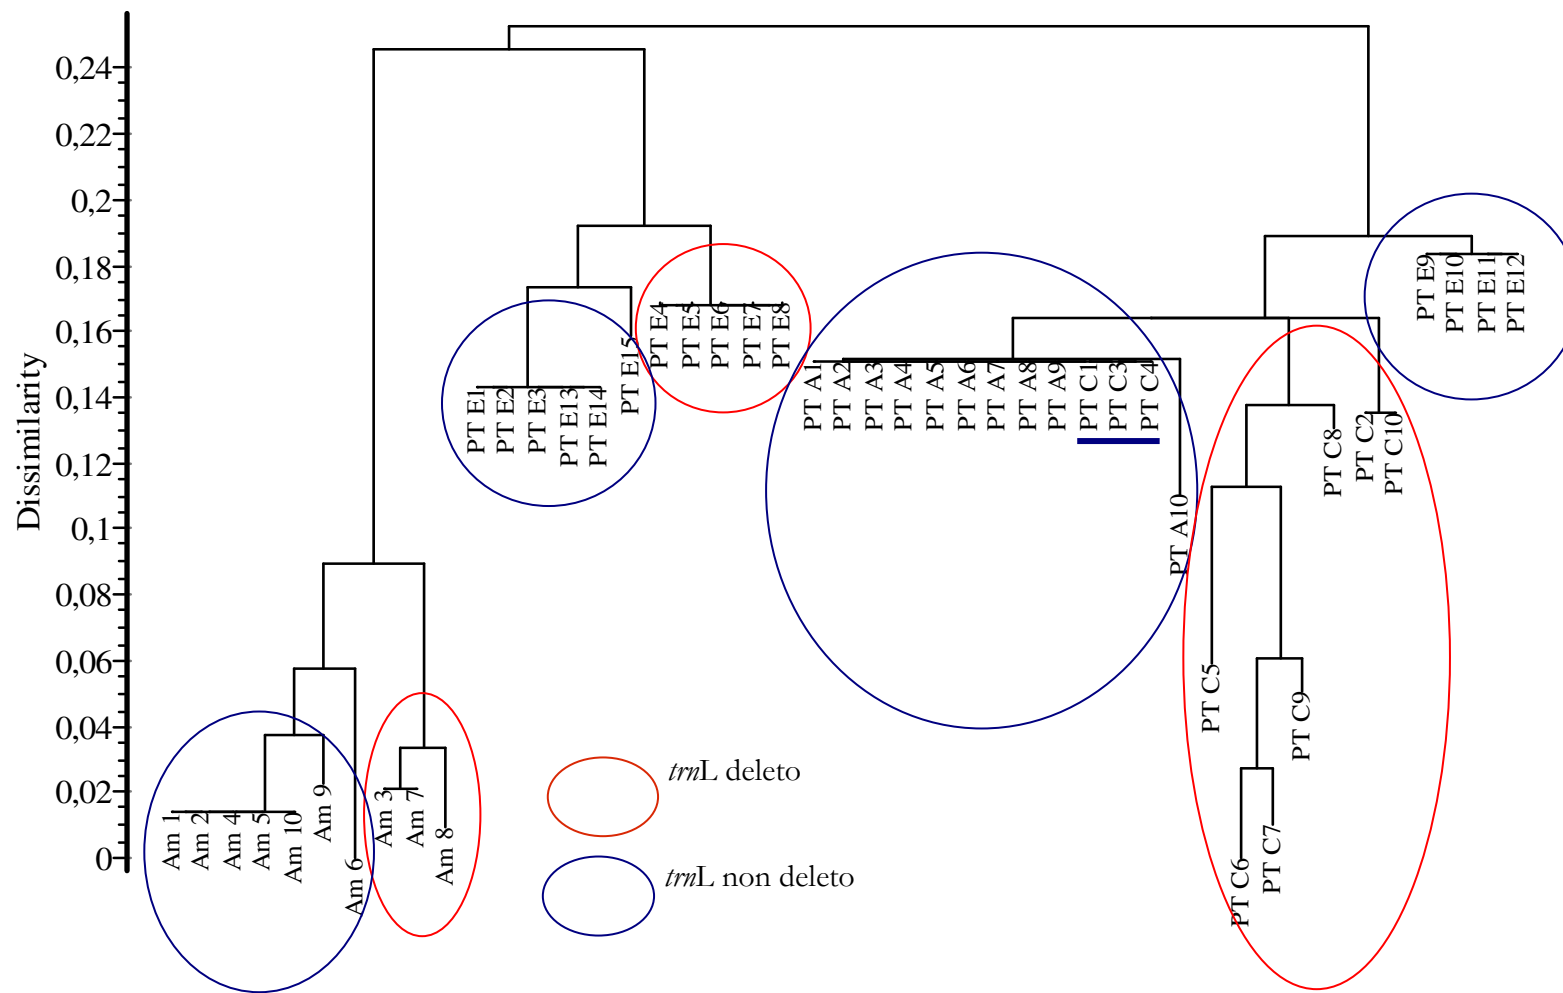 Dissimilarity
0,24
0,22
0,2
0,18
0,16
0,14
0,12
0,1
0,08
0,06
0,04
0,02
0
Am 1
Am 2
Am 4
Am 5
Am 10
Am 9
Am 6
Am 3
Am 7
Am 8
PT E1
PT E2
PT E3
PT E13
PT E14
PT E15
PT E4
PT E5
PT E6
PT E7
PT E8
PT A1
PT A2
PT A3
PT A4
PT A5
PT A6
PT A7
PT A8
PT A9
PT C1
PT C3
PT C4
PT A10
PT C5
PT C6
PT C7
PT C9
PT C8
PT C2
PT C10
PT E9
PT E10
PT E11
PT E12
trnL deleto
trnL non deleto